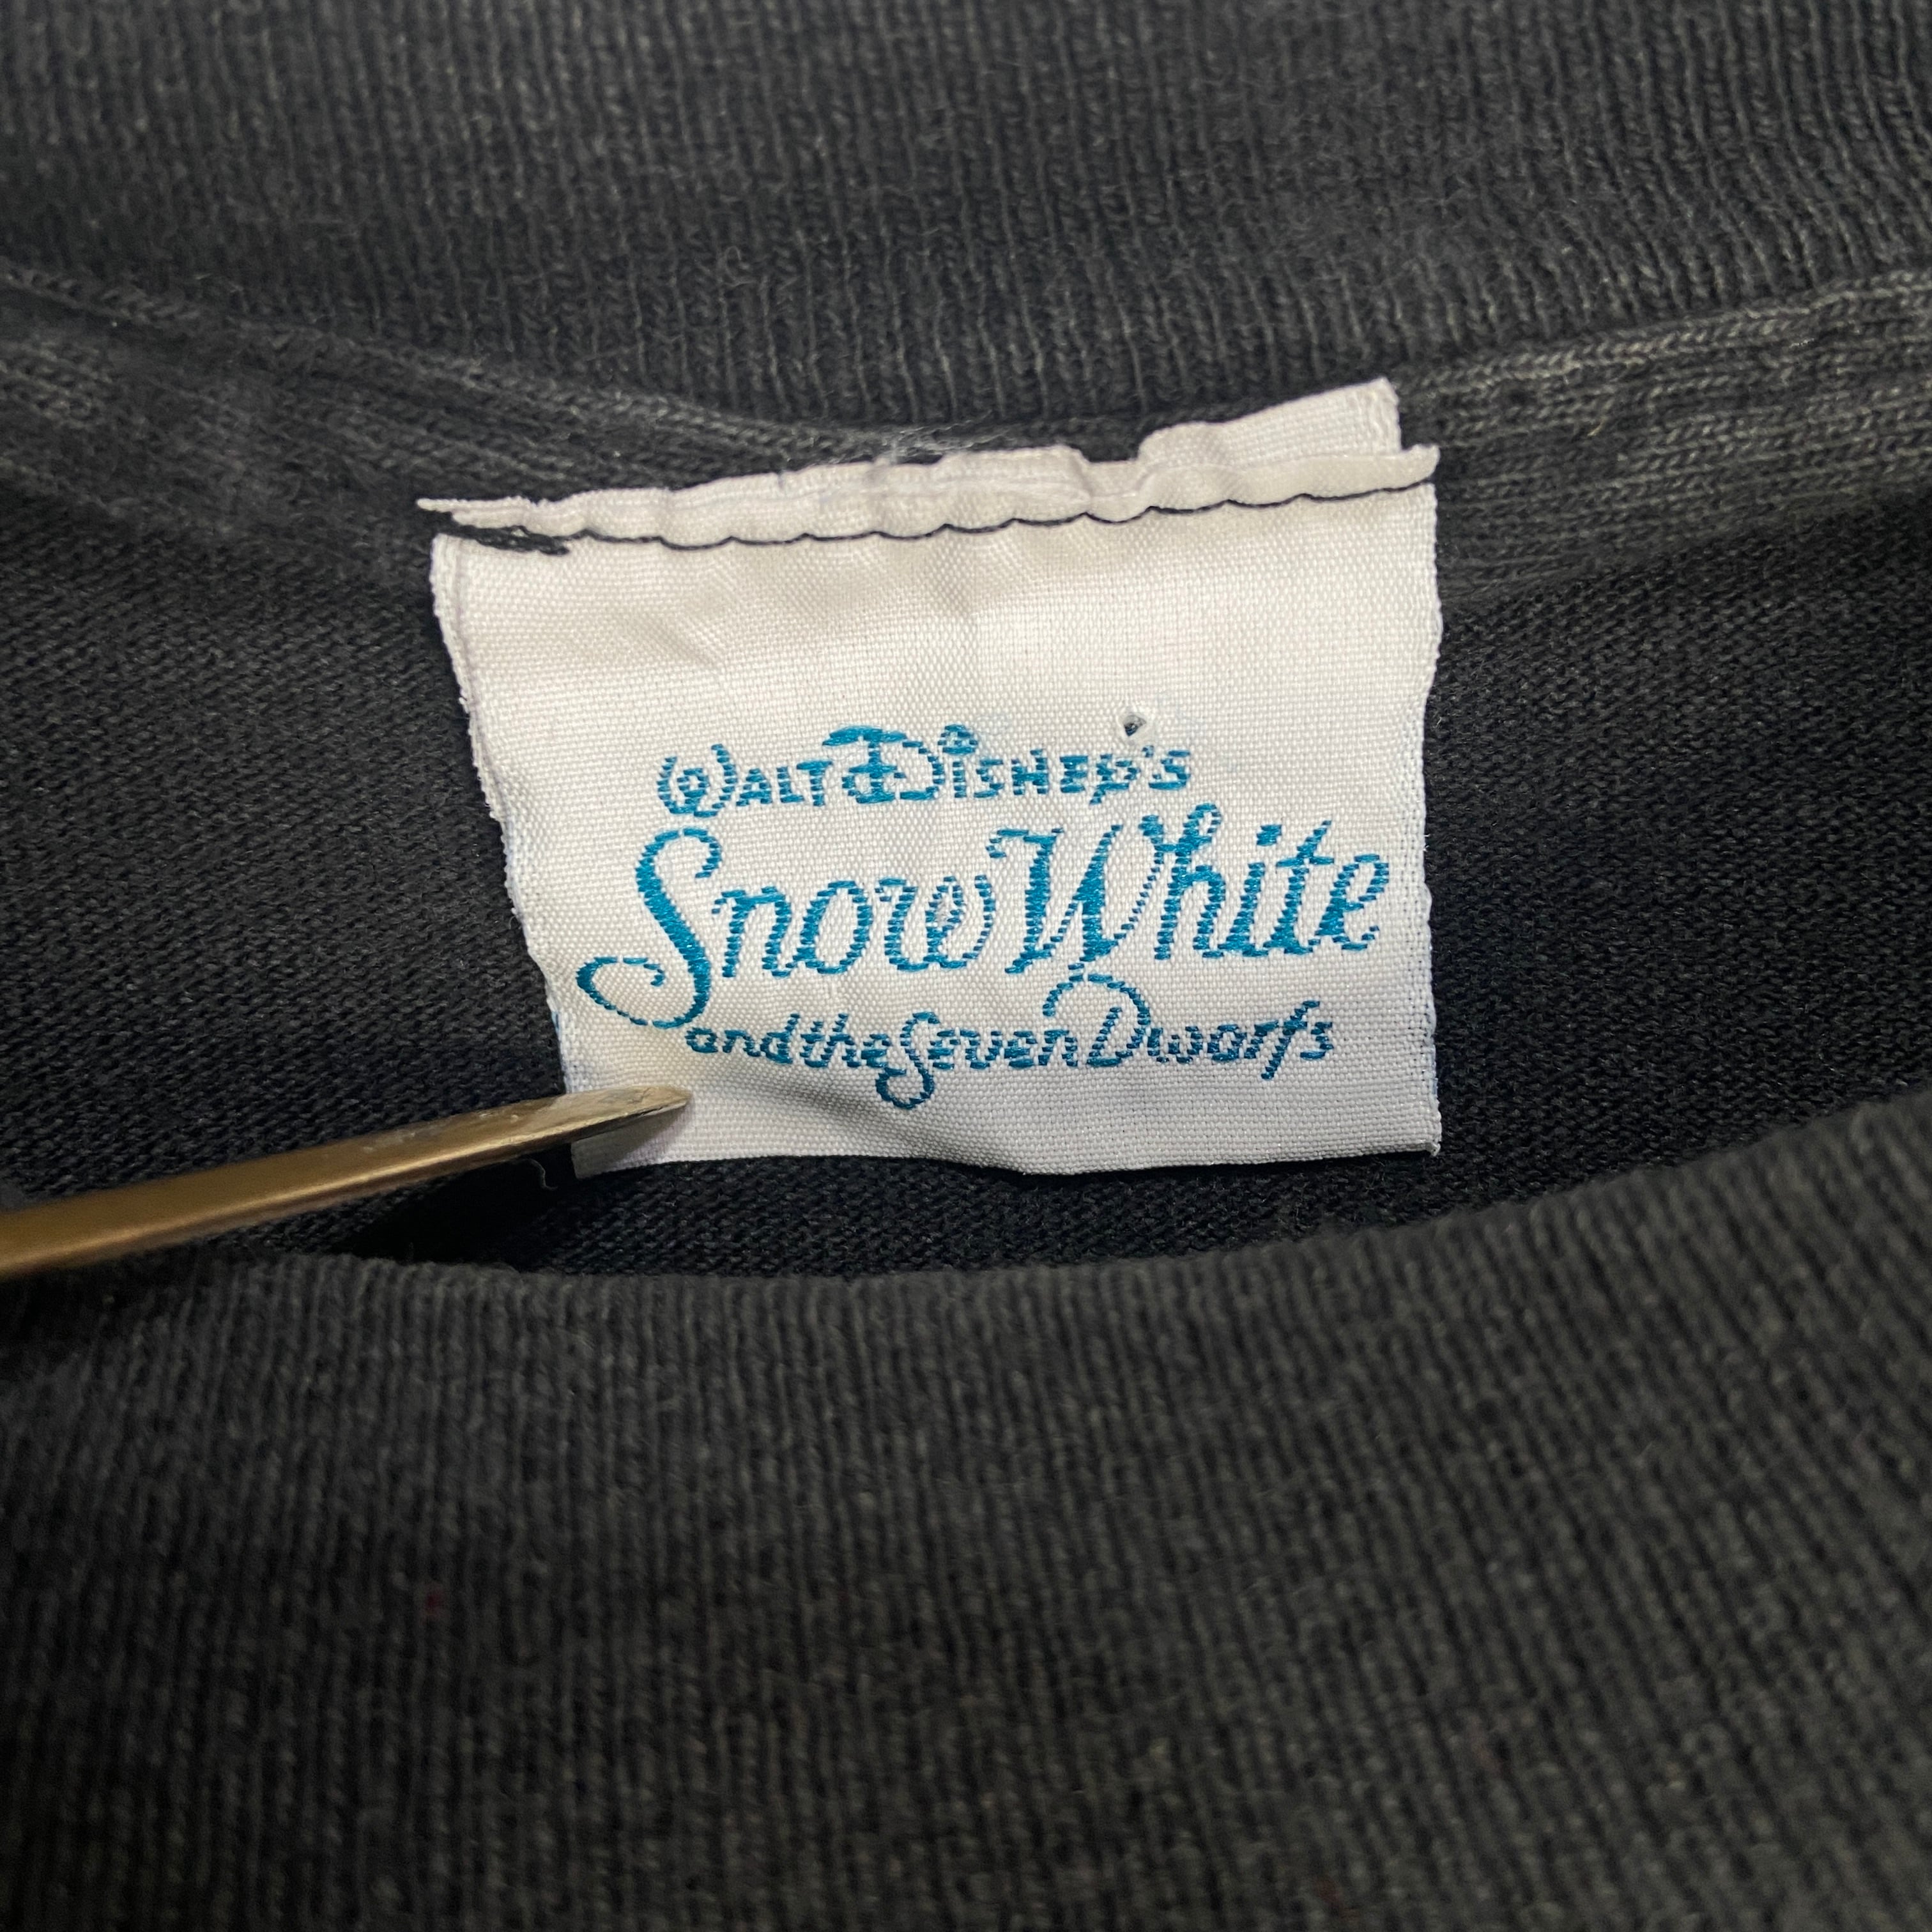 Walt Disney's
Snow White
and the Seven Dwarfs